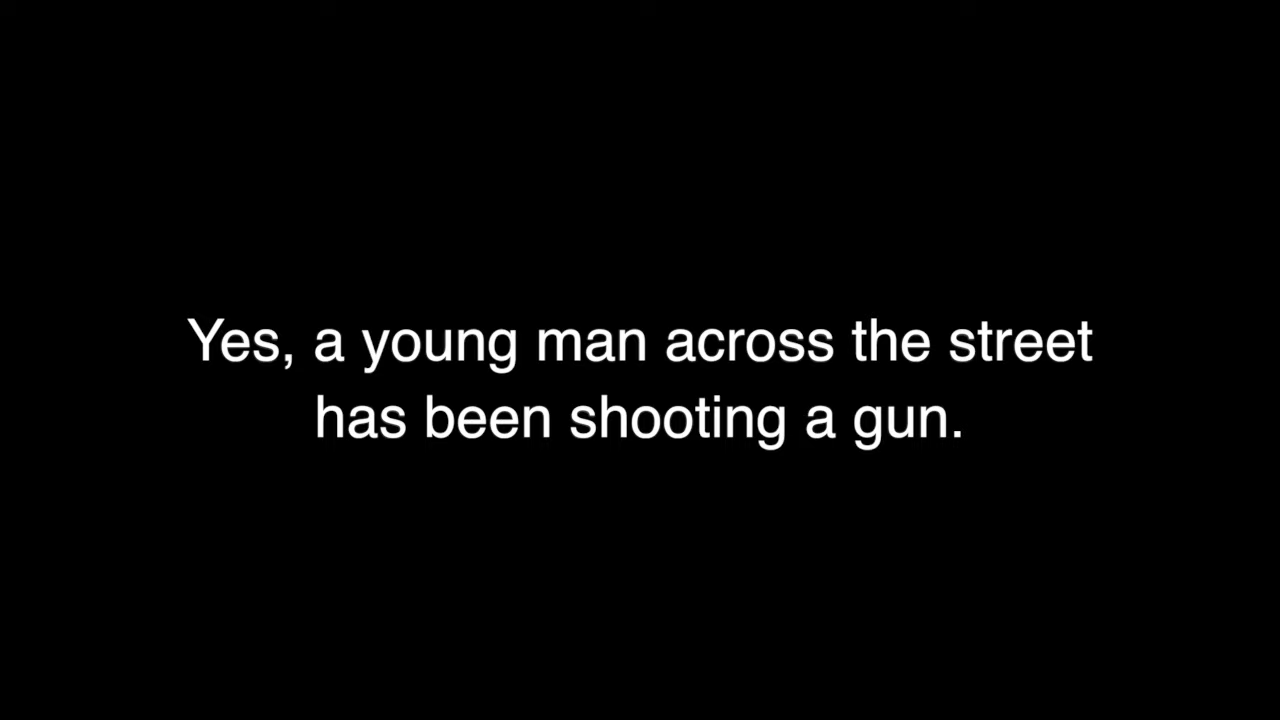 Yes, a young man across the street
has been shooting a gun.